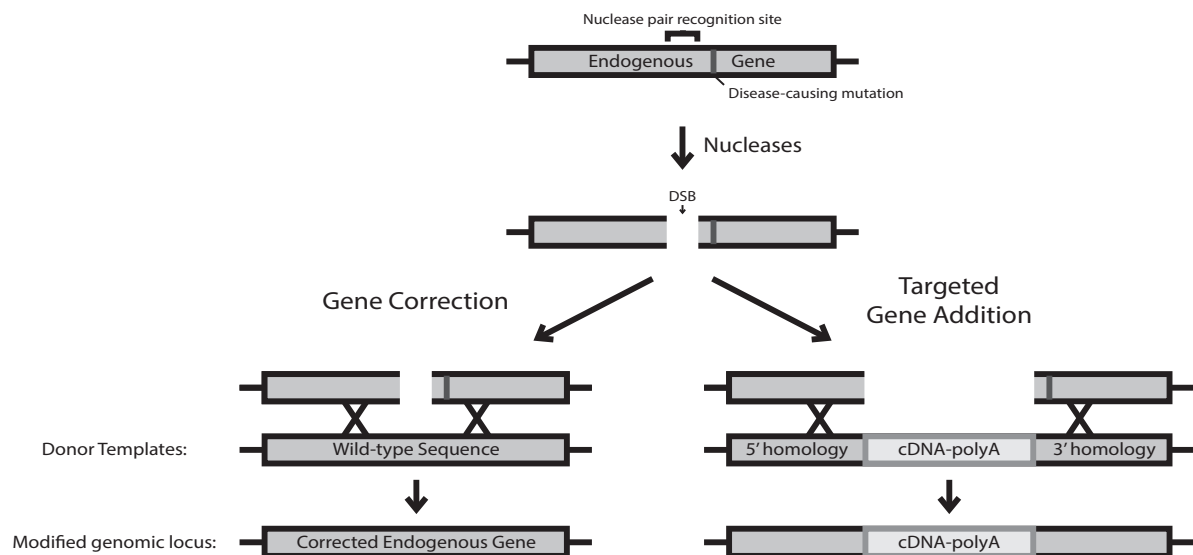 Nuclease pair recognition site
Endogenous Gene
Disease-causing mutation
Nucleases
DSB
Gene Correction
Targeted
Gene Addition
Donor Templates:
Wild-type Sequence
5' homology
cDNA-polyA
3' homology
Modified genomic locus:
Corrected Endogenous Gene
cDNA-polyA